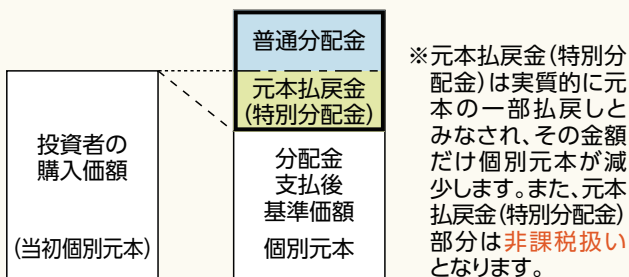 普通分配金
元本払戻金
(特別分配金)
投資者の
購入価額
(当初個別元本)
分配金
支払後
基準価額
個別元本
※元本払戻金(特別分
配金)は実質的に元
本の一部払戻しと
みなされ、その金額
だけ個別元本が減
少します。また、元本
払戻金(特別分配金)
部分は非課税扱い
となります。